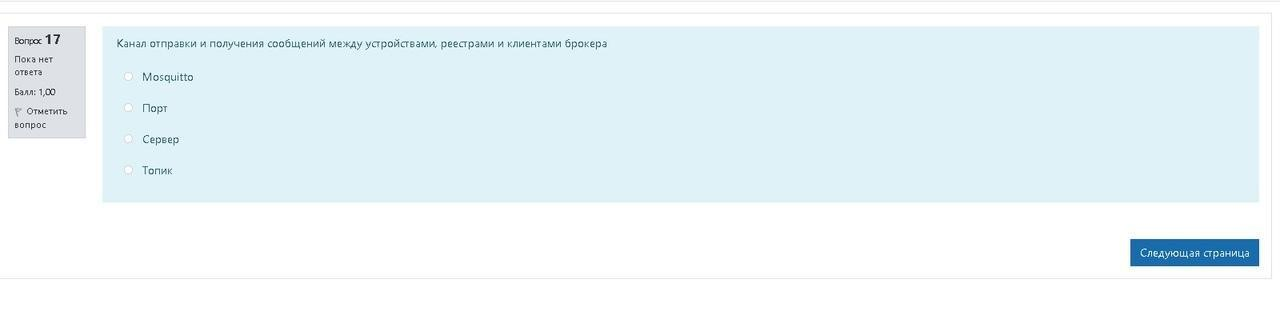 Вопрос 17
Пока нет
ответа
Балл: 1,00
Отметить
вопрос
Канал отправки и получения сообщений между устройствами, реестрами и клиентами брокера
Mosquitto
Порт
Сервер
Топик
Следующая страница